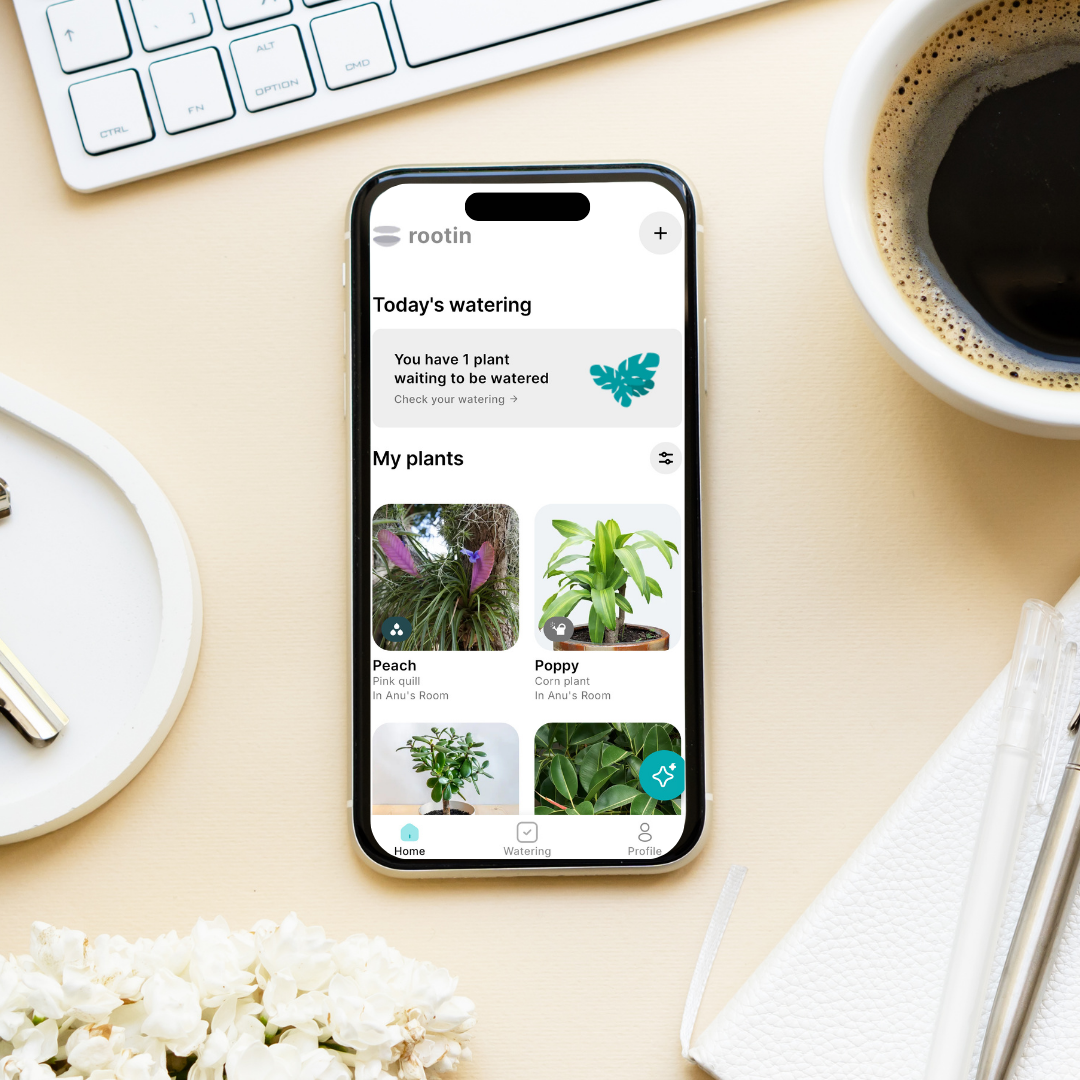 ALT
OPTION
CMD
FN
CTRL
rootin
Today's watering
You have 1 plant
waiting to be watered
Check your watering →
My plants
Peach
Pink quill
In Anu's Room
Poppy
Corn plant
In Anu's Room
Home
Watering
Profile